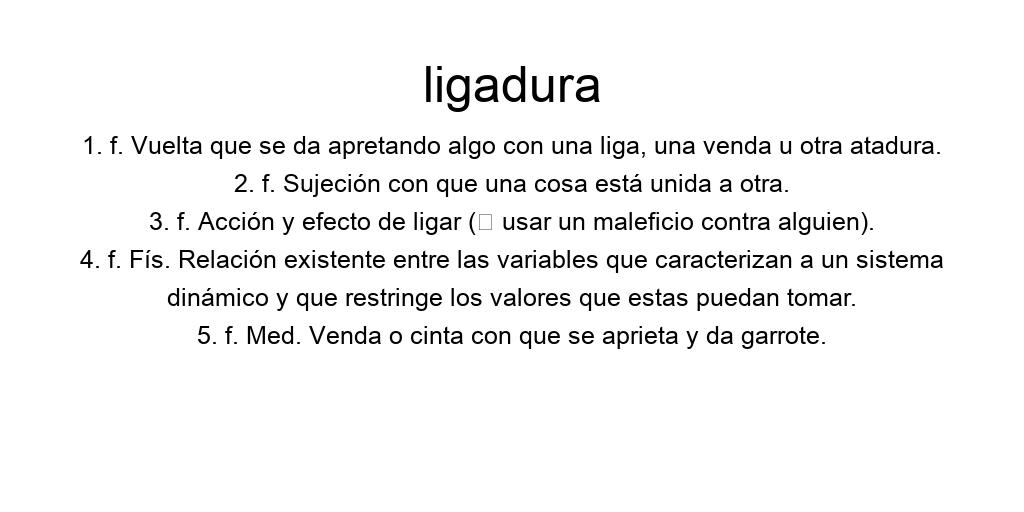 ligadura
1. f. Vuelta que se da apretando algo con una liga, una venda u otra atadura.
2. f. Sujeción con que una cosa está unida a otra.
3. f. Acción y efecto de ligar (□ usar un maleficio contra alguien).
4. f. Fís. Relación existente entre las variables que caracterizan a un sistema
dinámico y que restringe los valores que estas puedan tomar.
5. f. Med. Venda o cinta con que se aprieta y da garrote.